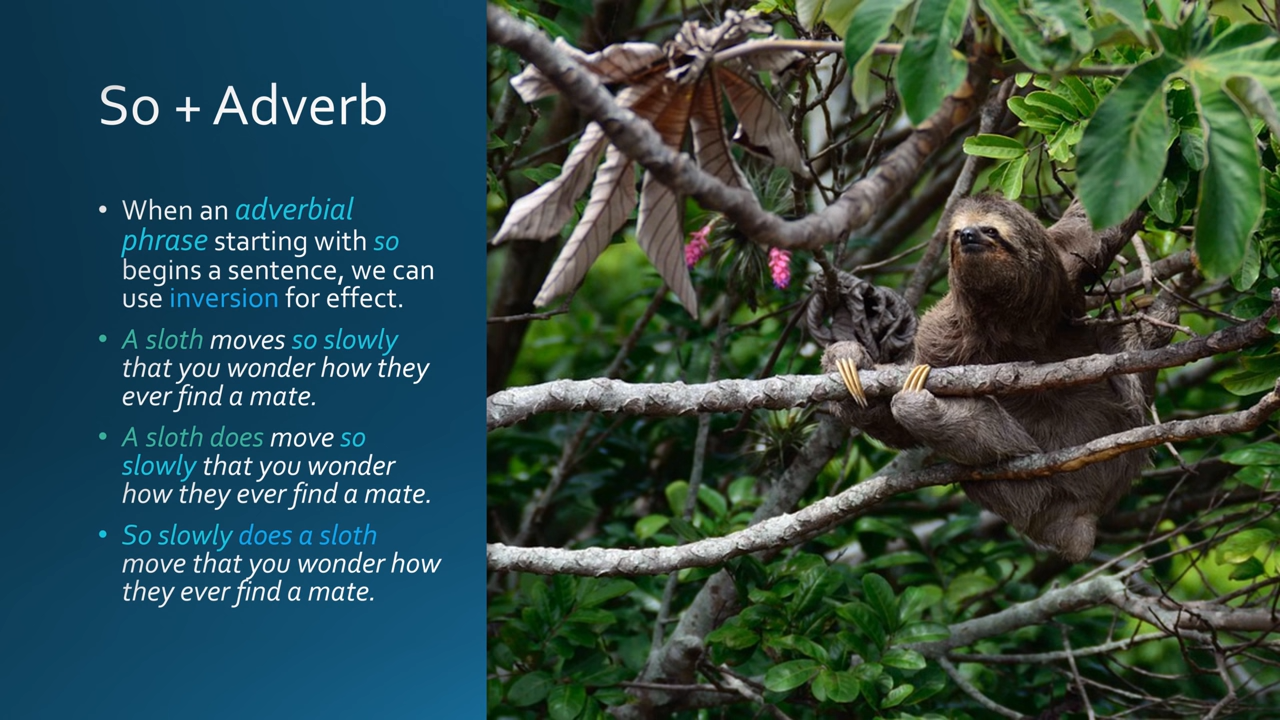 So + Adverb
• When an adverbial
phrase starting with so
begins a sentence, we can
use inversion for effect.
• A sloth moves so slowly
that you wonder how they
ever find a mate.
• A sloth does move so
slowly that you wonder
how they ever find a mate.
• So slowly does a sloth
move that you wonder how
they ever find a mate.